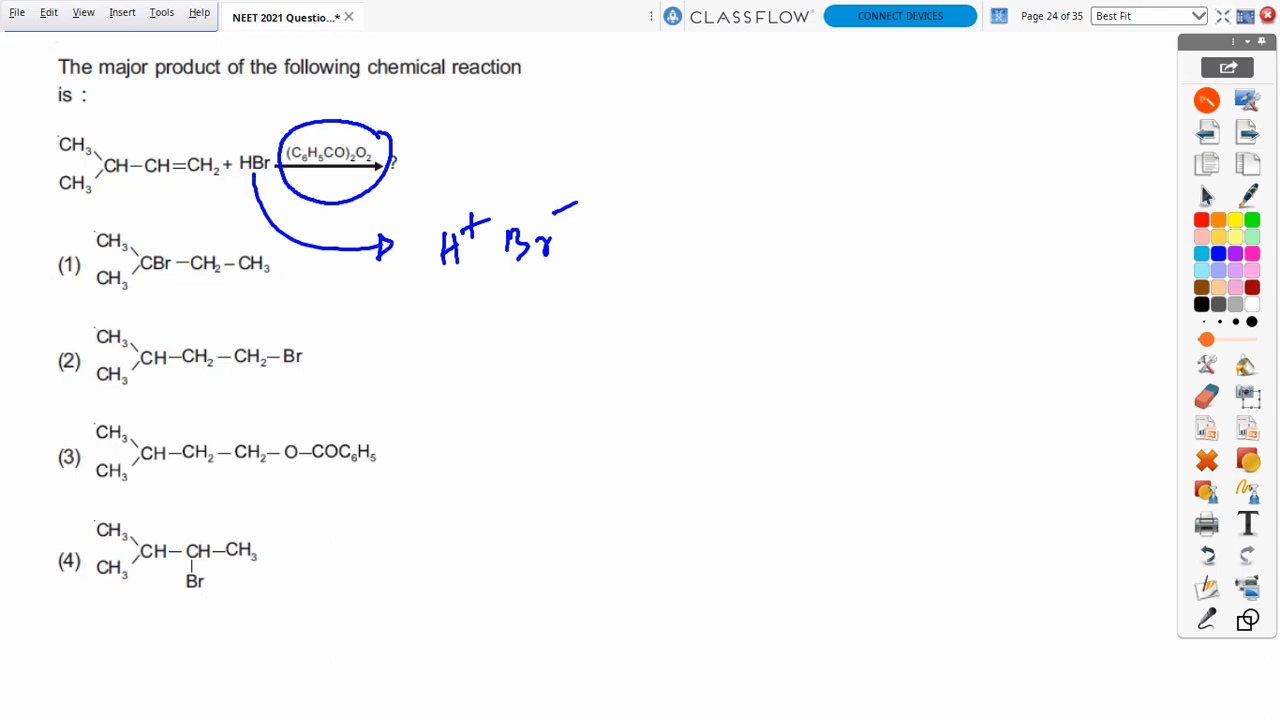 File Edit View Insert Tools Help NEET 2021 Questio...* CLASSFLOW CONNECT DEVICES Page 24 of 35 Best Fit
The major product of the following chemical reaction
is :
CH₃
CH₃
CH–CH=CH₂ + HBr (C₆H₅CO)₂O₂ ?
H⁺ Br⁻
(1) CH₃
CH₃
CBr –CH₂– CH₃
(2) CH₃
CH₃
CH–CH₂ – CH₂– Br
(3) CH₃
CH₃
CH–CH₂ – CH₂– O–COC₆H₅
(4) CH₃
CH₃
CH – CH –CH₃
Br
T